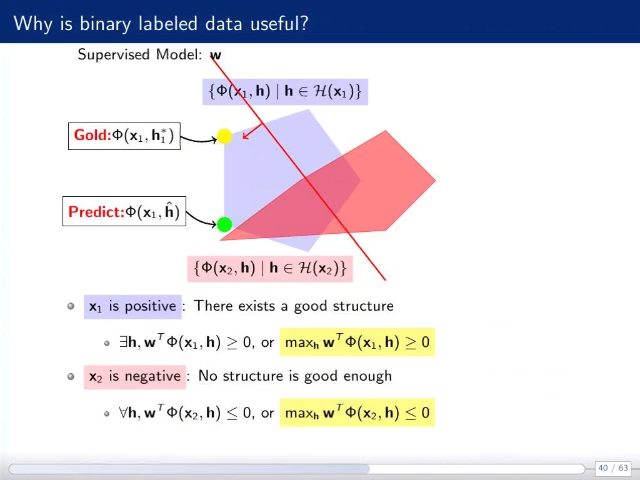 Why is binary labeled data useful?
Supervised Model: w
{Φ(x₁, h) | h ∈ ℋ(x₁)}
Gold:Φ(x₁, h₁*)
Predict:Φ(x₁, ĥ)
{Φ(x₂, h) | h ∈ ℋ(x₂)}
x₁ is positive : There exists a good structure
∃h, wᵀΦ(x₁, h) ≥ 0, or maxₕ wᵀΦ(x₁, h) ≥ 0
x₂ is negative : No structure is good enough
∀h, wᵀΦ(x₂, h) ≤ 0, or maxₕ wᵀΦ(x₂, h) ≤ 0
40 / 63